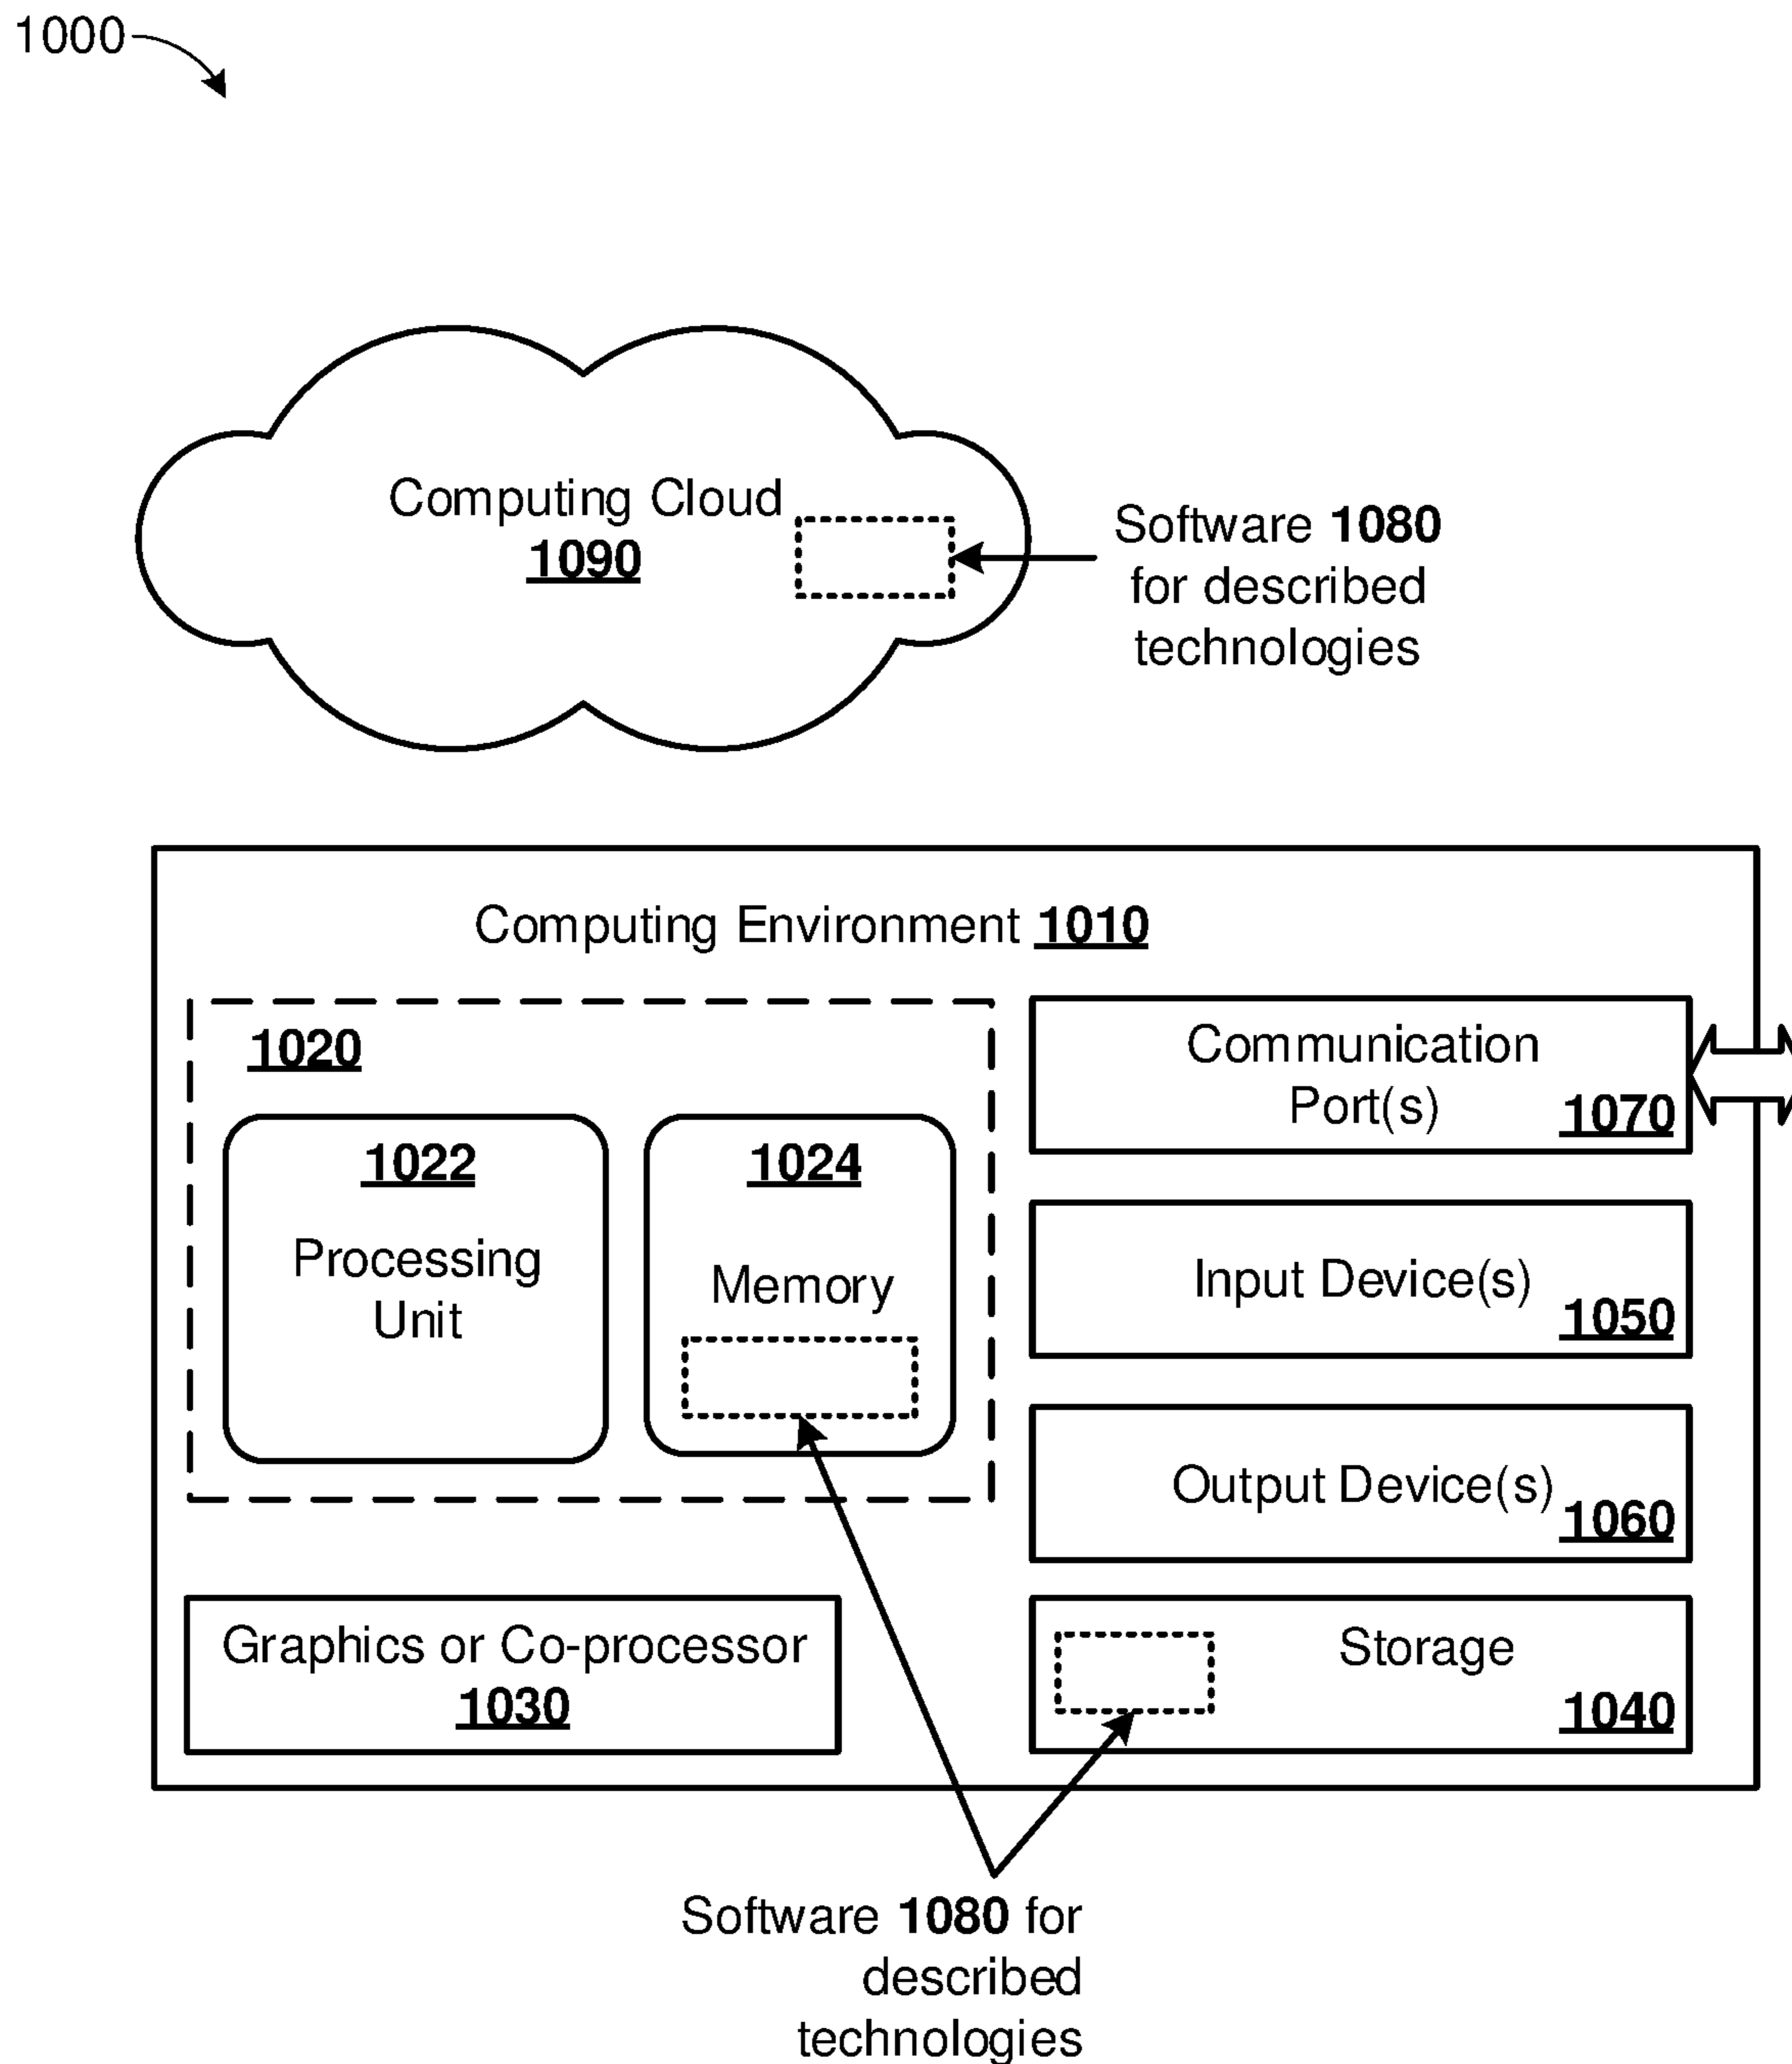 1000
Computing Cloud
1090
Software 1080
for described
technologies
Computing Environment 1010
1020
1022
Processing
Unit
1024
Memory
Communication
Port(s)
1070
Input Device(s)
1050
Output Device(s)
1060
Graphics or Co-processor
1030
Storage
1040
Software 1080 for
described
technologies